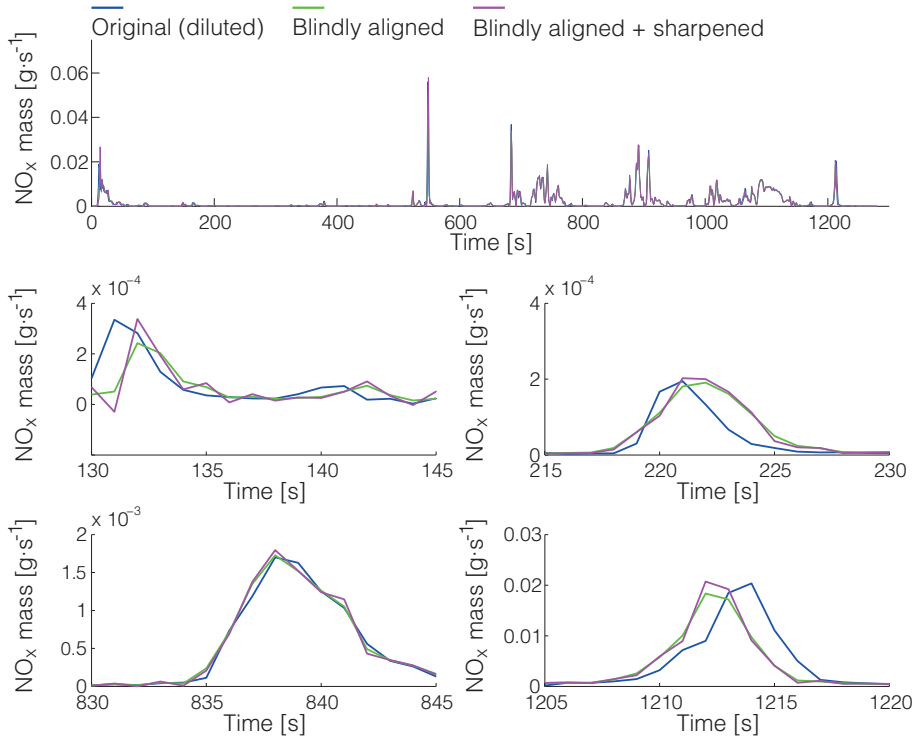 Original (diluted) Blindly aligned Blindly aligned + sharpened
NOx mass [g·s-1]
0.06
0.04
0.02
0
0 200 400 600 800 1000 1200
Time [s]
x 10−4
NOx mass [g·s-1]
4
2
0
130 135 140 145
Time [s]
x 10−4
NOx mass [g·s-1]
4
2
0
215 220 225 230
Time [s]
x 10−3
NOx mass [g·s-1]
2
1.5
1
0.5
0
830 835 840 845
Time [s]
NOx mass [g·s-1]
0.03
0.02
0.01
0
1205 1210 1215 1220
Time [s]